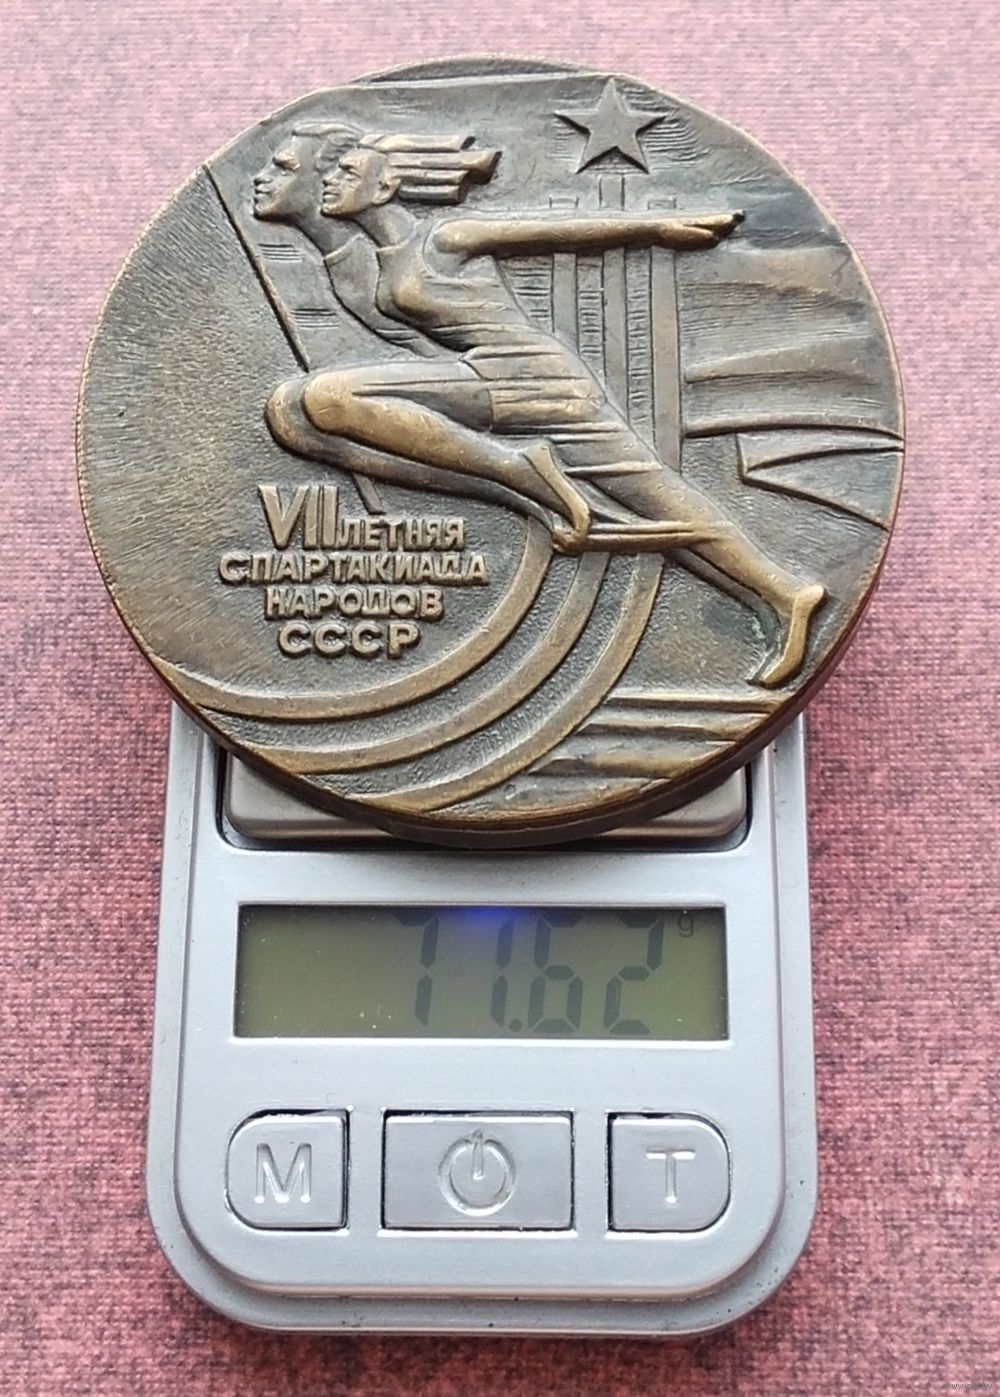 VII ЛЕТНЯЯ
СПАРТАКИАДА
НАРОДОВ
СССР
71.62 g
M T